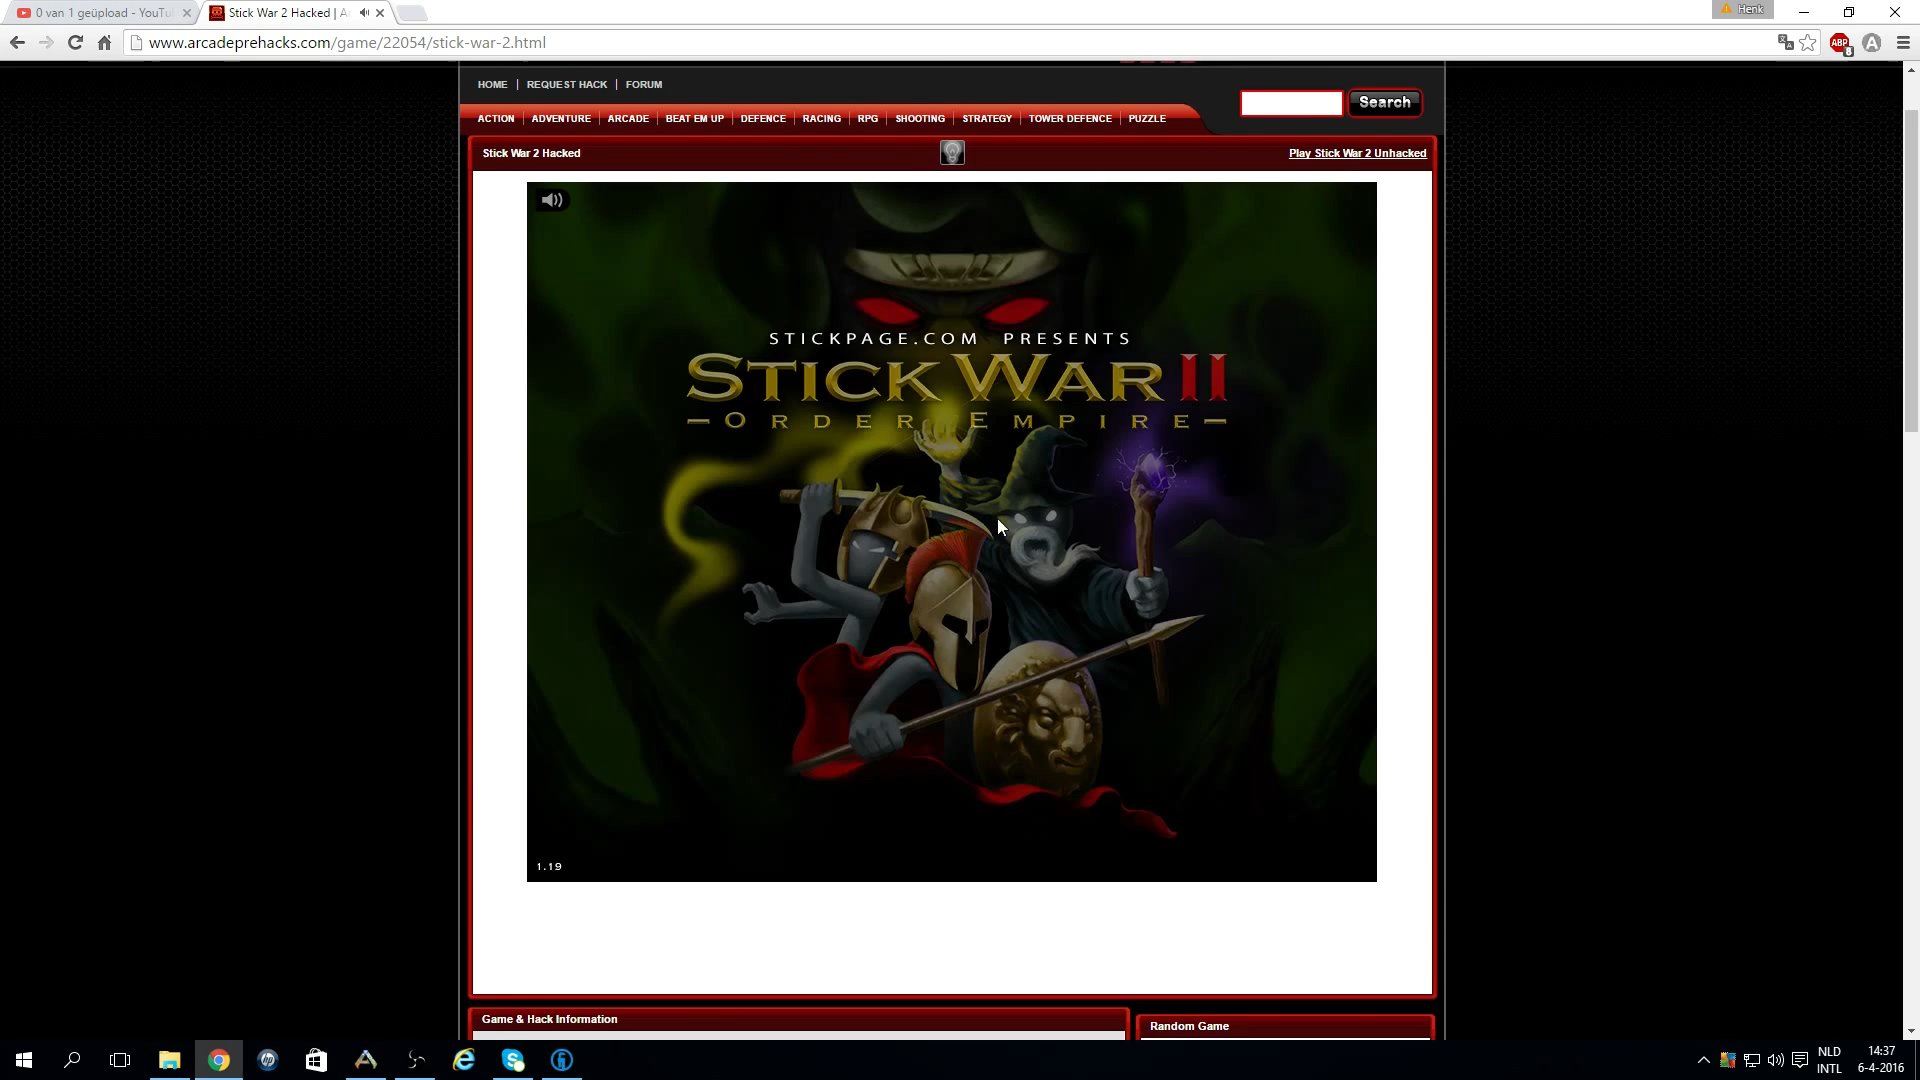 0 van 1 geüpload - YouTu
Stick War 2 Hacked | A
Henk
www.arcadeprehacks.com/game/22054/stick-war-2.html
ABP
8
HOME | REQUEST HACK | FORUM
Search
ACTION | ADVENTURE | ARCADE | BEAT EM UP | DEFENCE | RACING | RPG | SHOOTING | STRATEGY | TOWER DEFENCE | PUZZLE
Stick War 2 Hacked
Play Stick War 2 Unhacked
STICKPAGE.COM PRESENTS
STICK WAR II
- ORDER EMPIRE -
1.19
Game & Hack Information
Random Game
NLD
INTL
14:37
6-4-2016